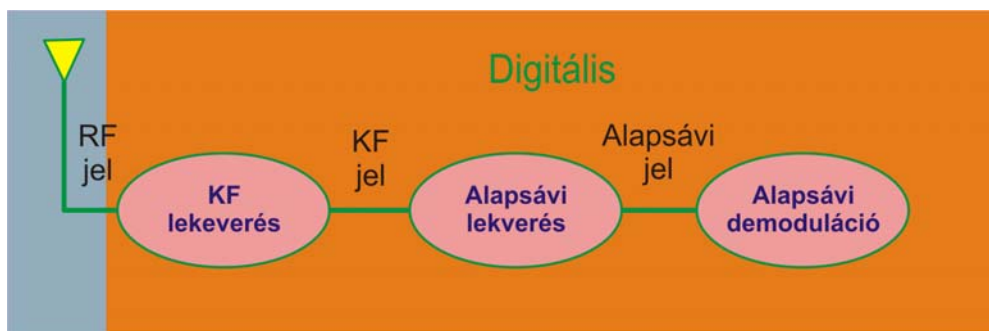 Digitális
RF
jel
KF
jel
Alapsávi
jel
KF
lekeverés
Alapsávi
lekverés
Alapsávi
demoduláció